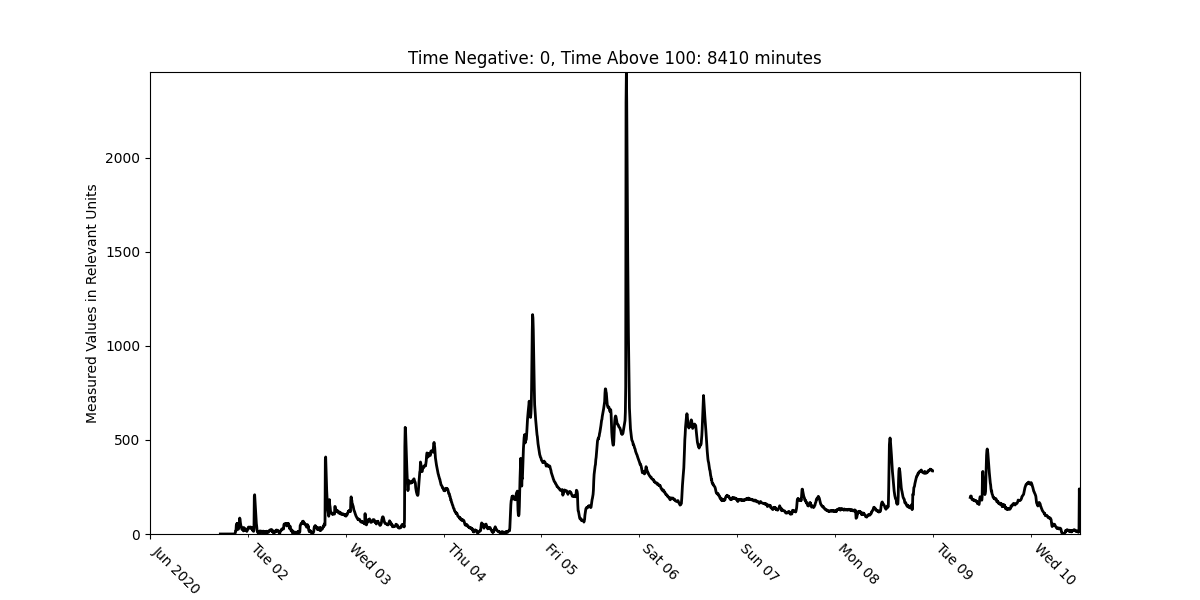 Time Negative: 0, Time Above 100: 8410 minutes
Measured Values in Relevant Units
2000
1500
1000
500
0
Jun 2020
Tue 02
Wed 03
Thu 04
Fri 05
Sat 06
Sun 07
Mon 08
Tue 09
Wed 10